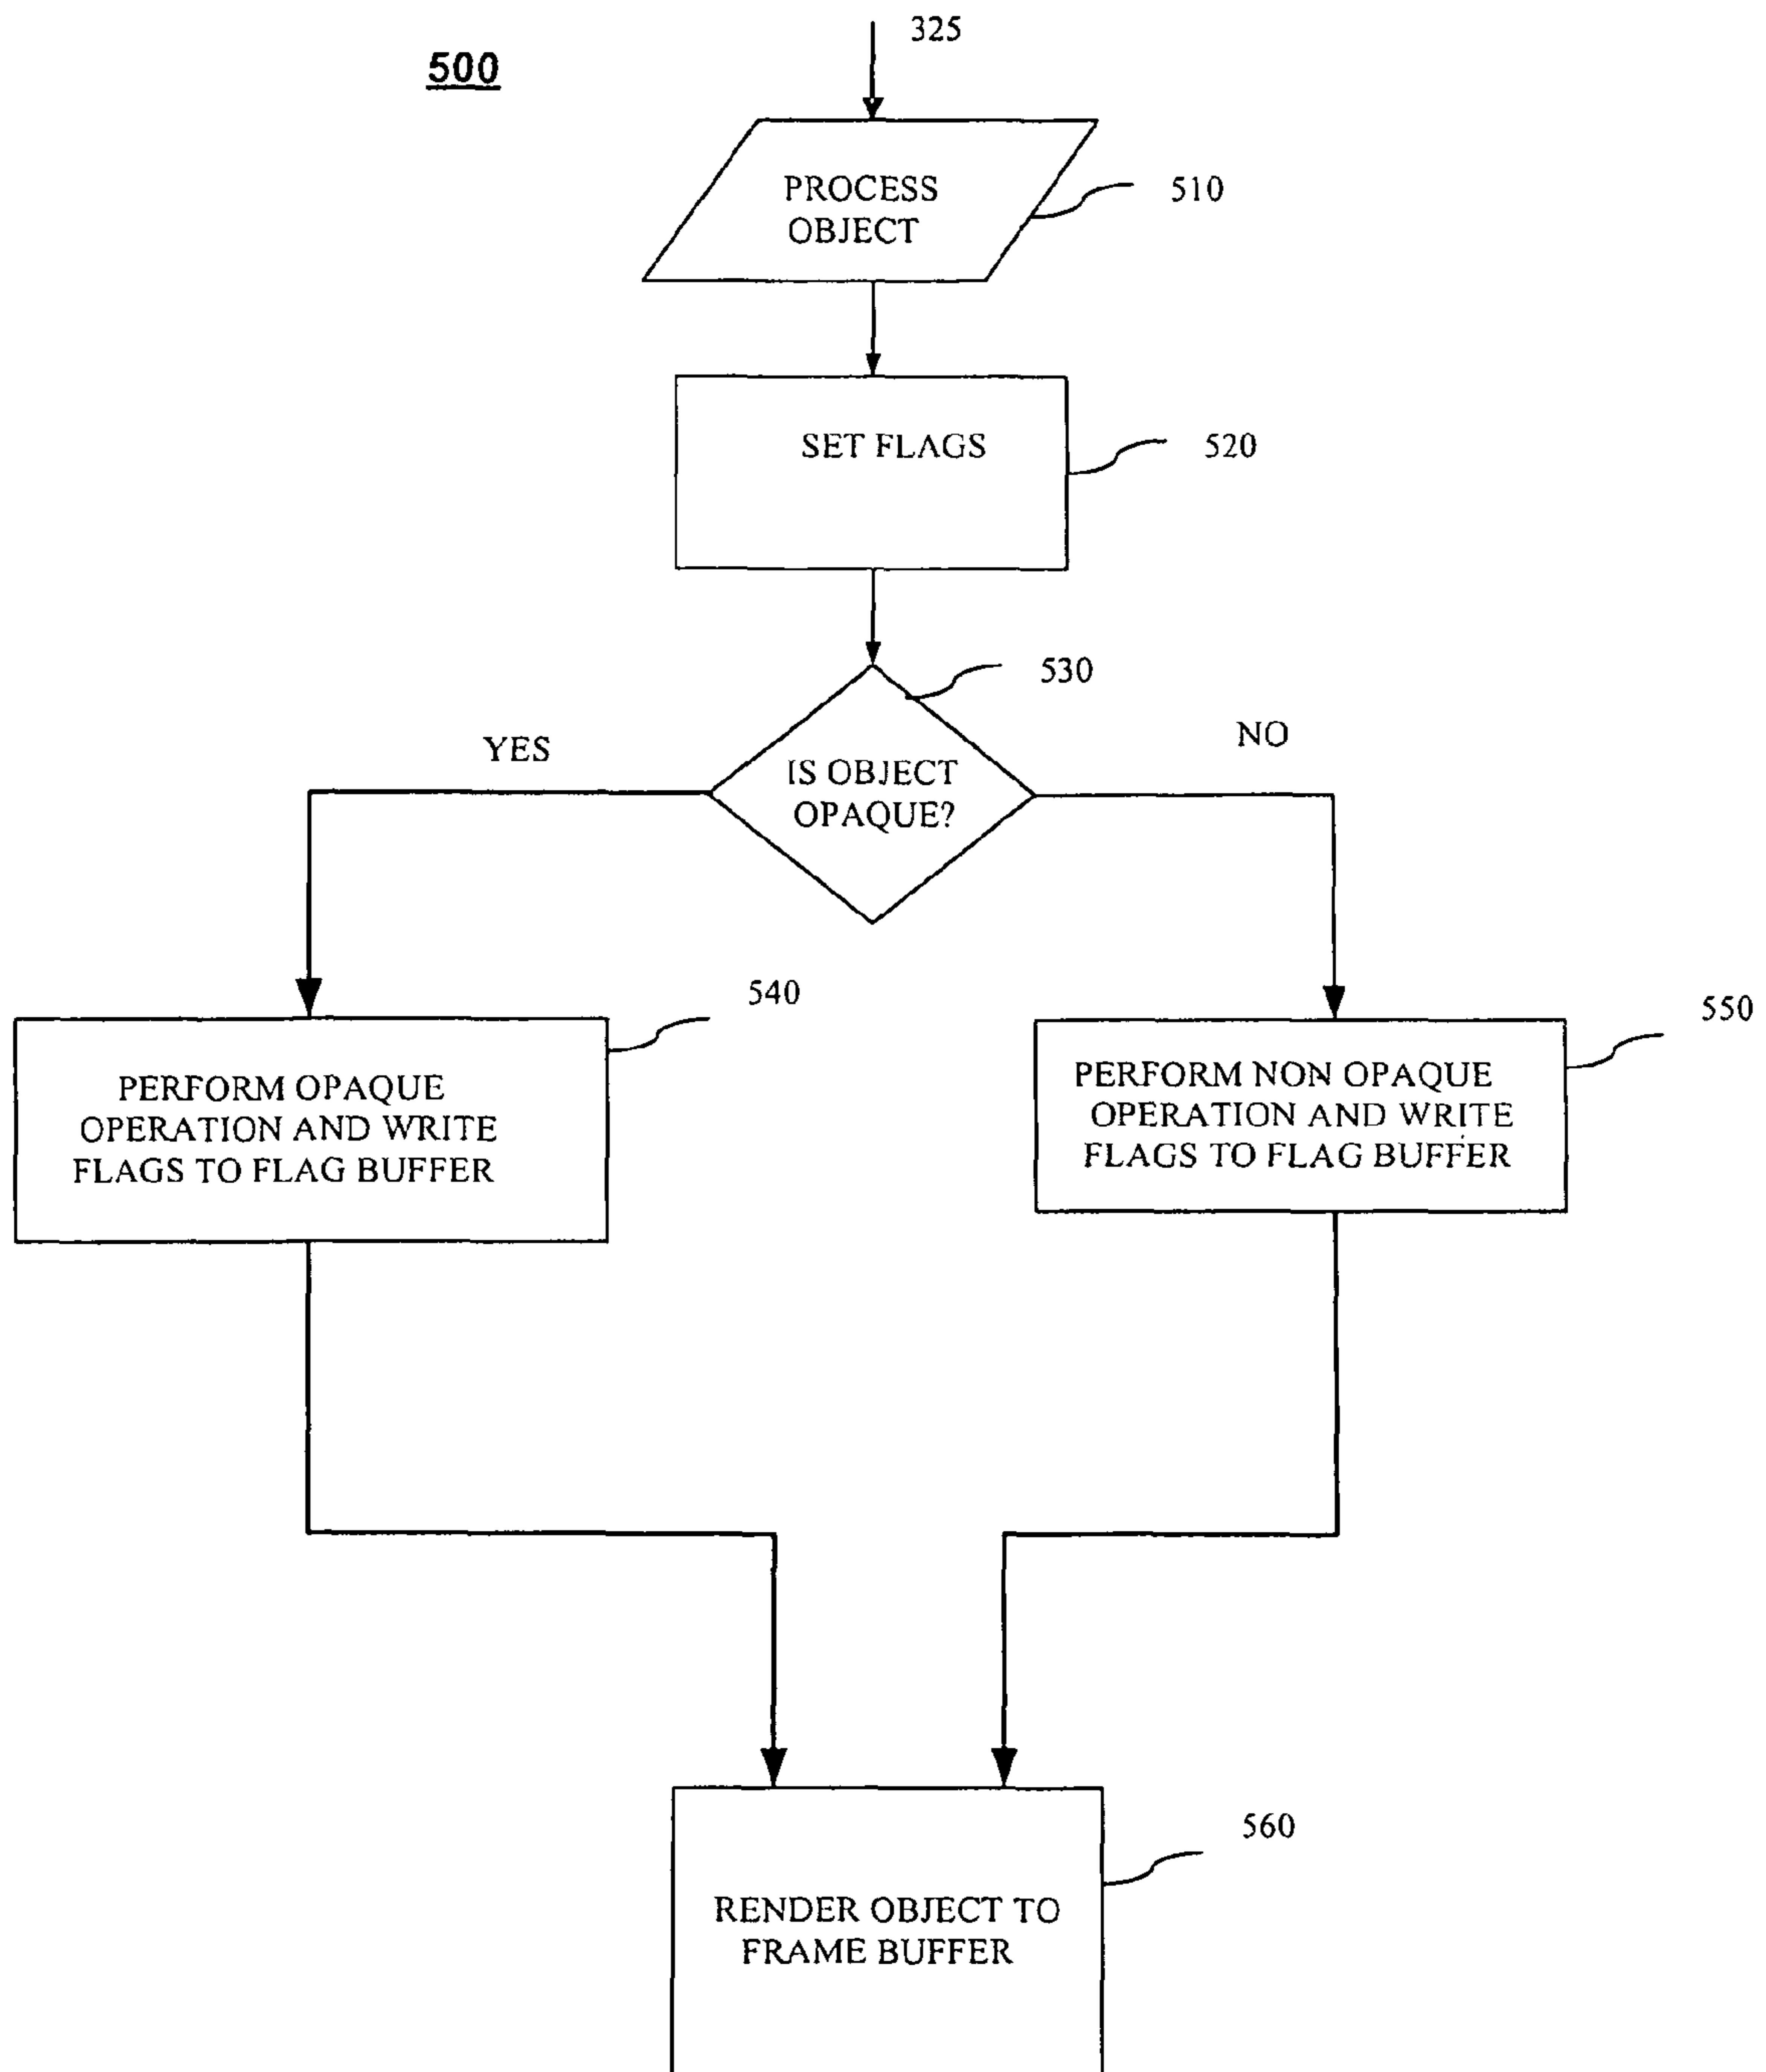 325
500
PROCESS
OBJECT
510
SET FLAGS
520
530
YES
NO
IS OBJECT
OPAQUE?
540
550
PERFORM OPAQUE
OPERATION AND WRITE
FLAGS TO FLAG BUFFER
PERFORM NON OPAQUE
OPERATION AND WRITE
FLAGS TO FLAG BUFFER
560
RENDER OBJECT TO
FRAME BUFFER